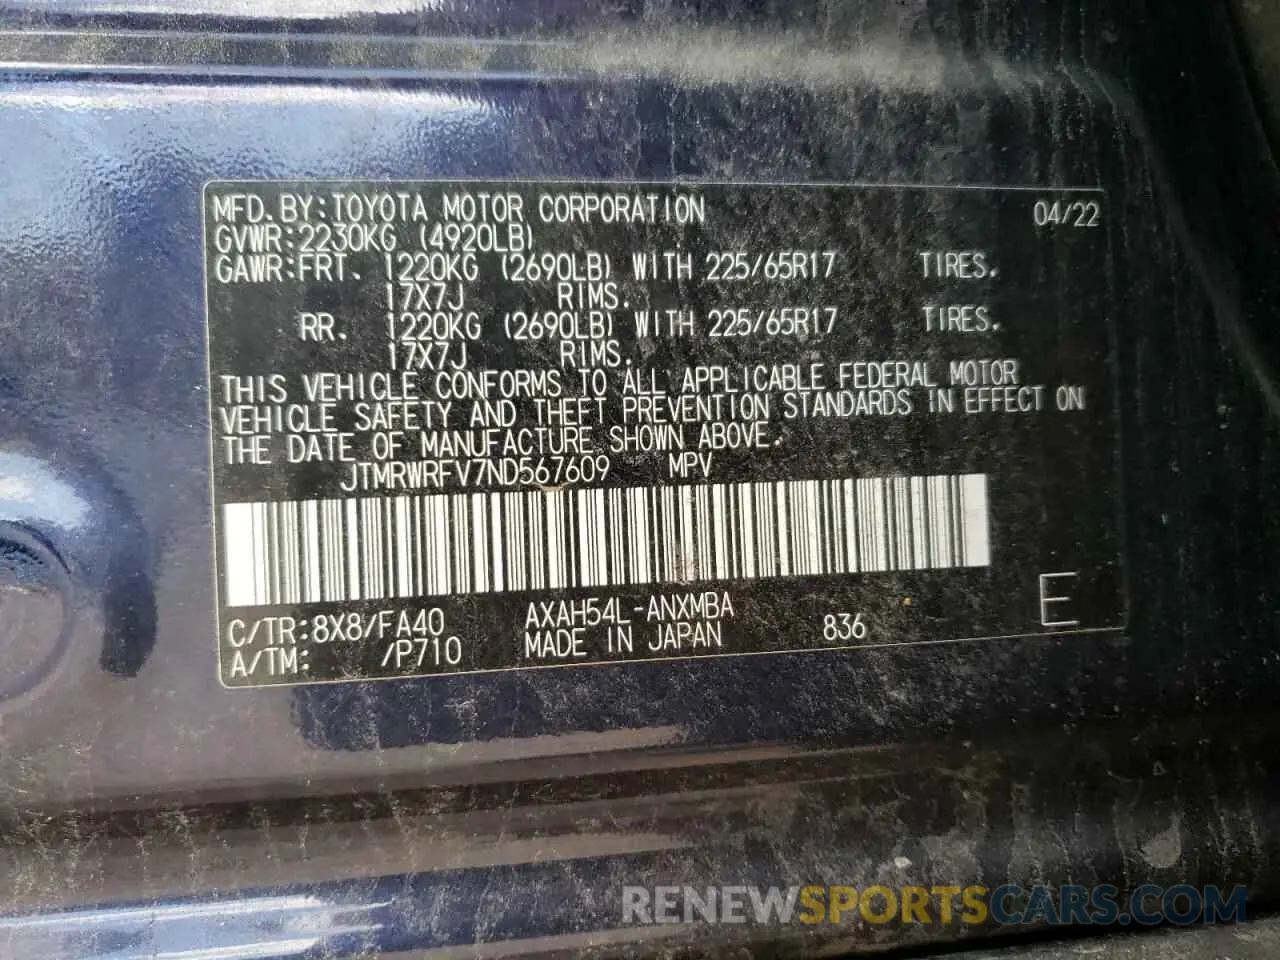 MFD. BY: TOYOTA MOTOR CORPORATION 04/22
GVWR: 2230KG (4920LB)
GAWR: FRT. 1220KG (2690LB) WITH 225/65R17 TIRES.
17X7J RIMS.
RR. 1220KG (2690LB) WITH 225/65R17 TIRES.
17X7J RIMS.
THIS VEHICLE CONFORMS TO ALL APPLICABLE FEDERAL MOTOR
VEHICLE SAFETY AND THEFT PREVENTION STANDARDS IN EFFECT ON
THE DATE OF MANUFACTURE SHOWN ABOVE.
JTMRWRFV7ND567609 MPV
C/TR: 8X8/FA40 AXAH54L-ANXMBA
A/TM: /P710 MADE IN JAPAN 836 E
RENEWSPORTSCARS.COM